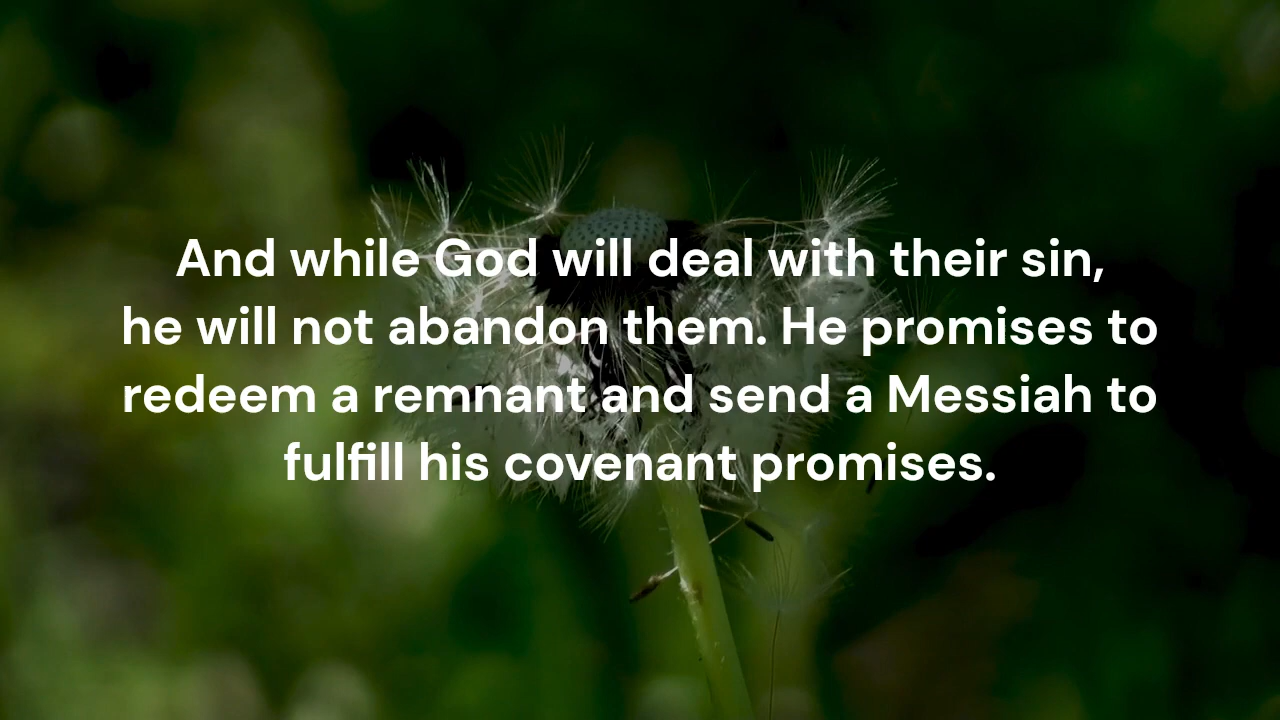 And while God will deal with their sin,
he will not abandon them. He promises to
redeem a remnant and send a Messiah to
fulfill his covenant promises.